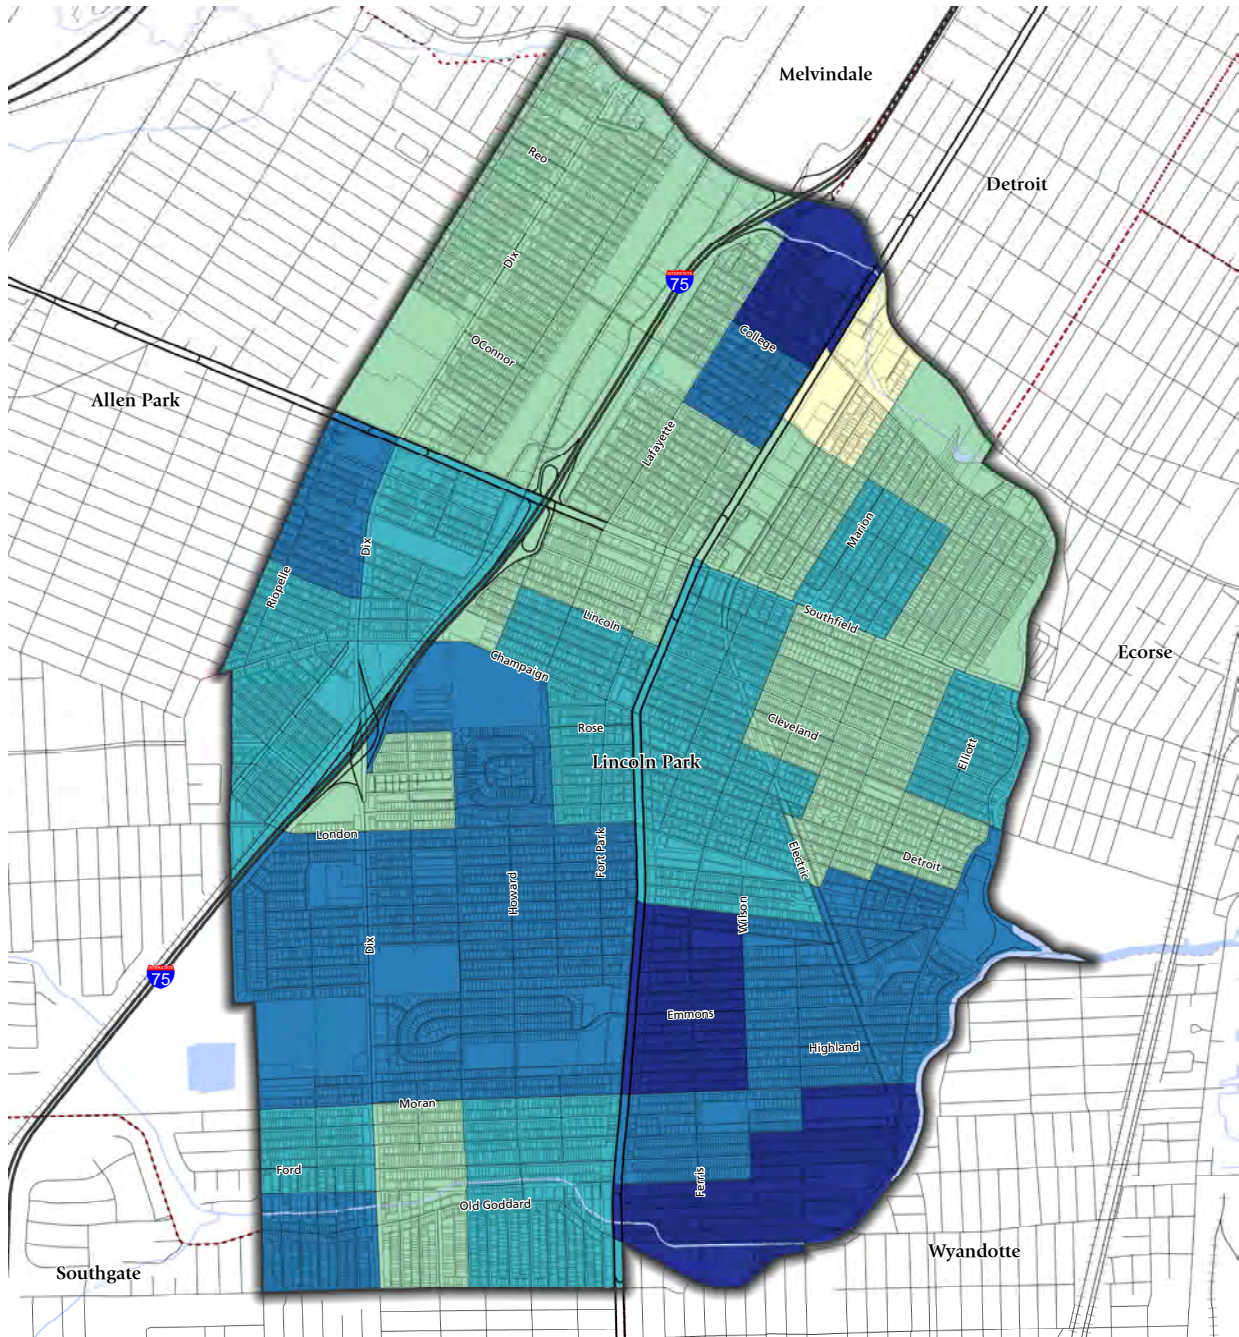 Melvindale
Reo
Detroit
Dix
INTERSTATE
75
College
OConnor
Allen Park
Lafayette
Marion
Dix
Riopelle
Lincoln
Southfield
Champaign
Ecorse
Rose
Cleveland
Elliott
Lincoln Park
London
Fort Park
Electric
Detroit
Howard
Wilson
Dix
INTERSTATE
75
Emmons
Highland
Moran
Ford
Ferris
Old Goddard
Wyandotte
Southgate